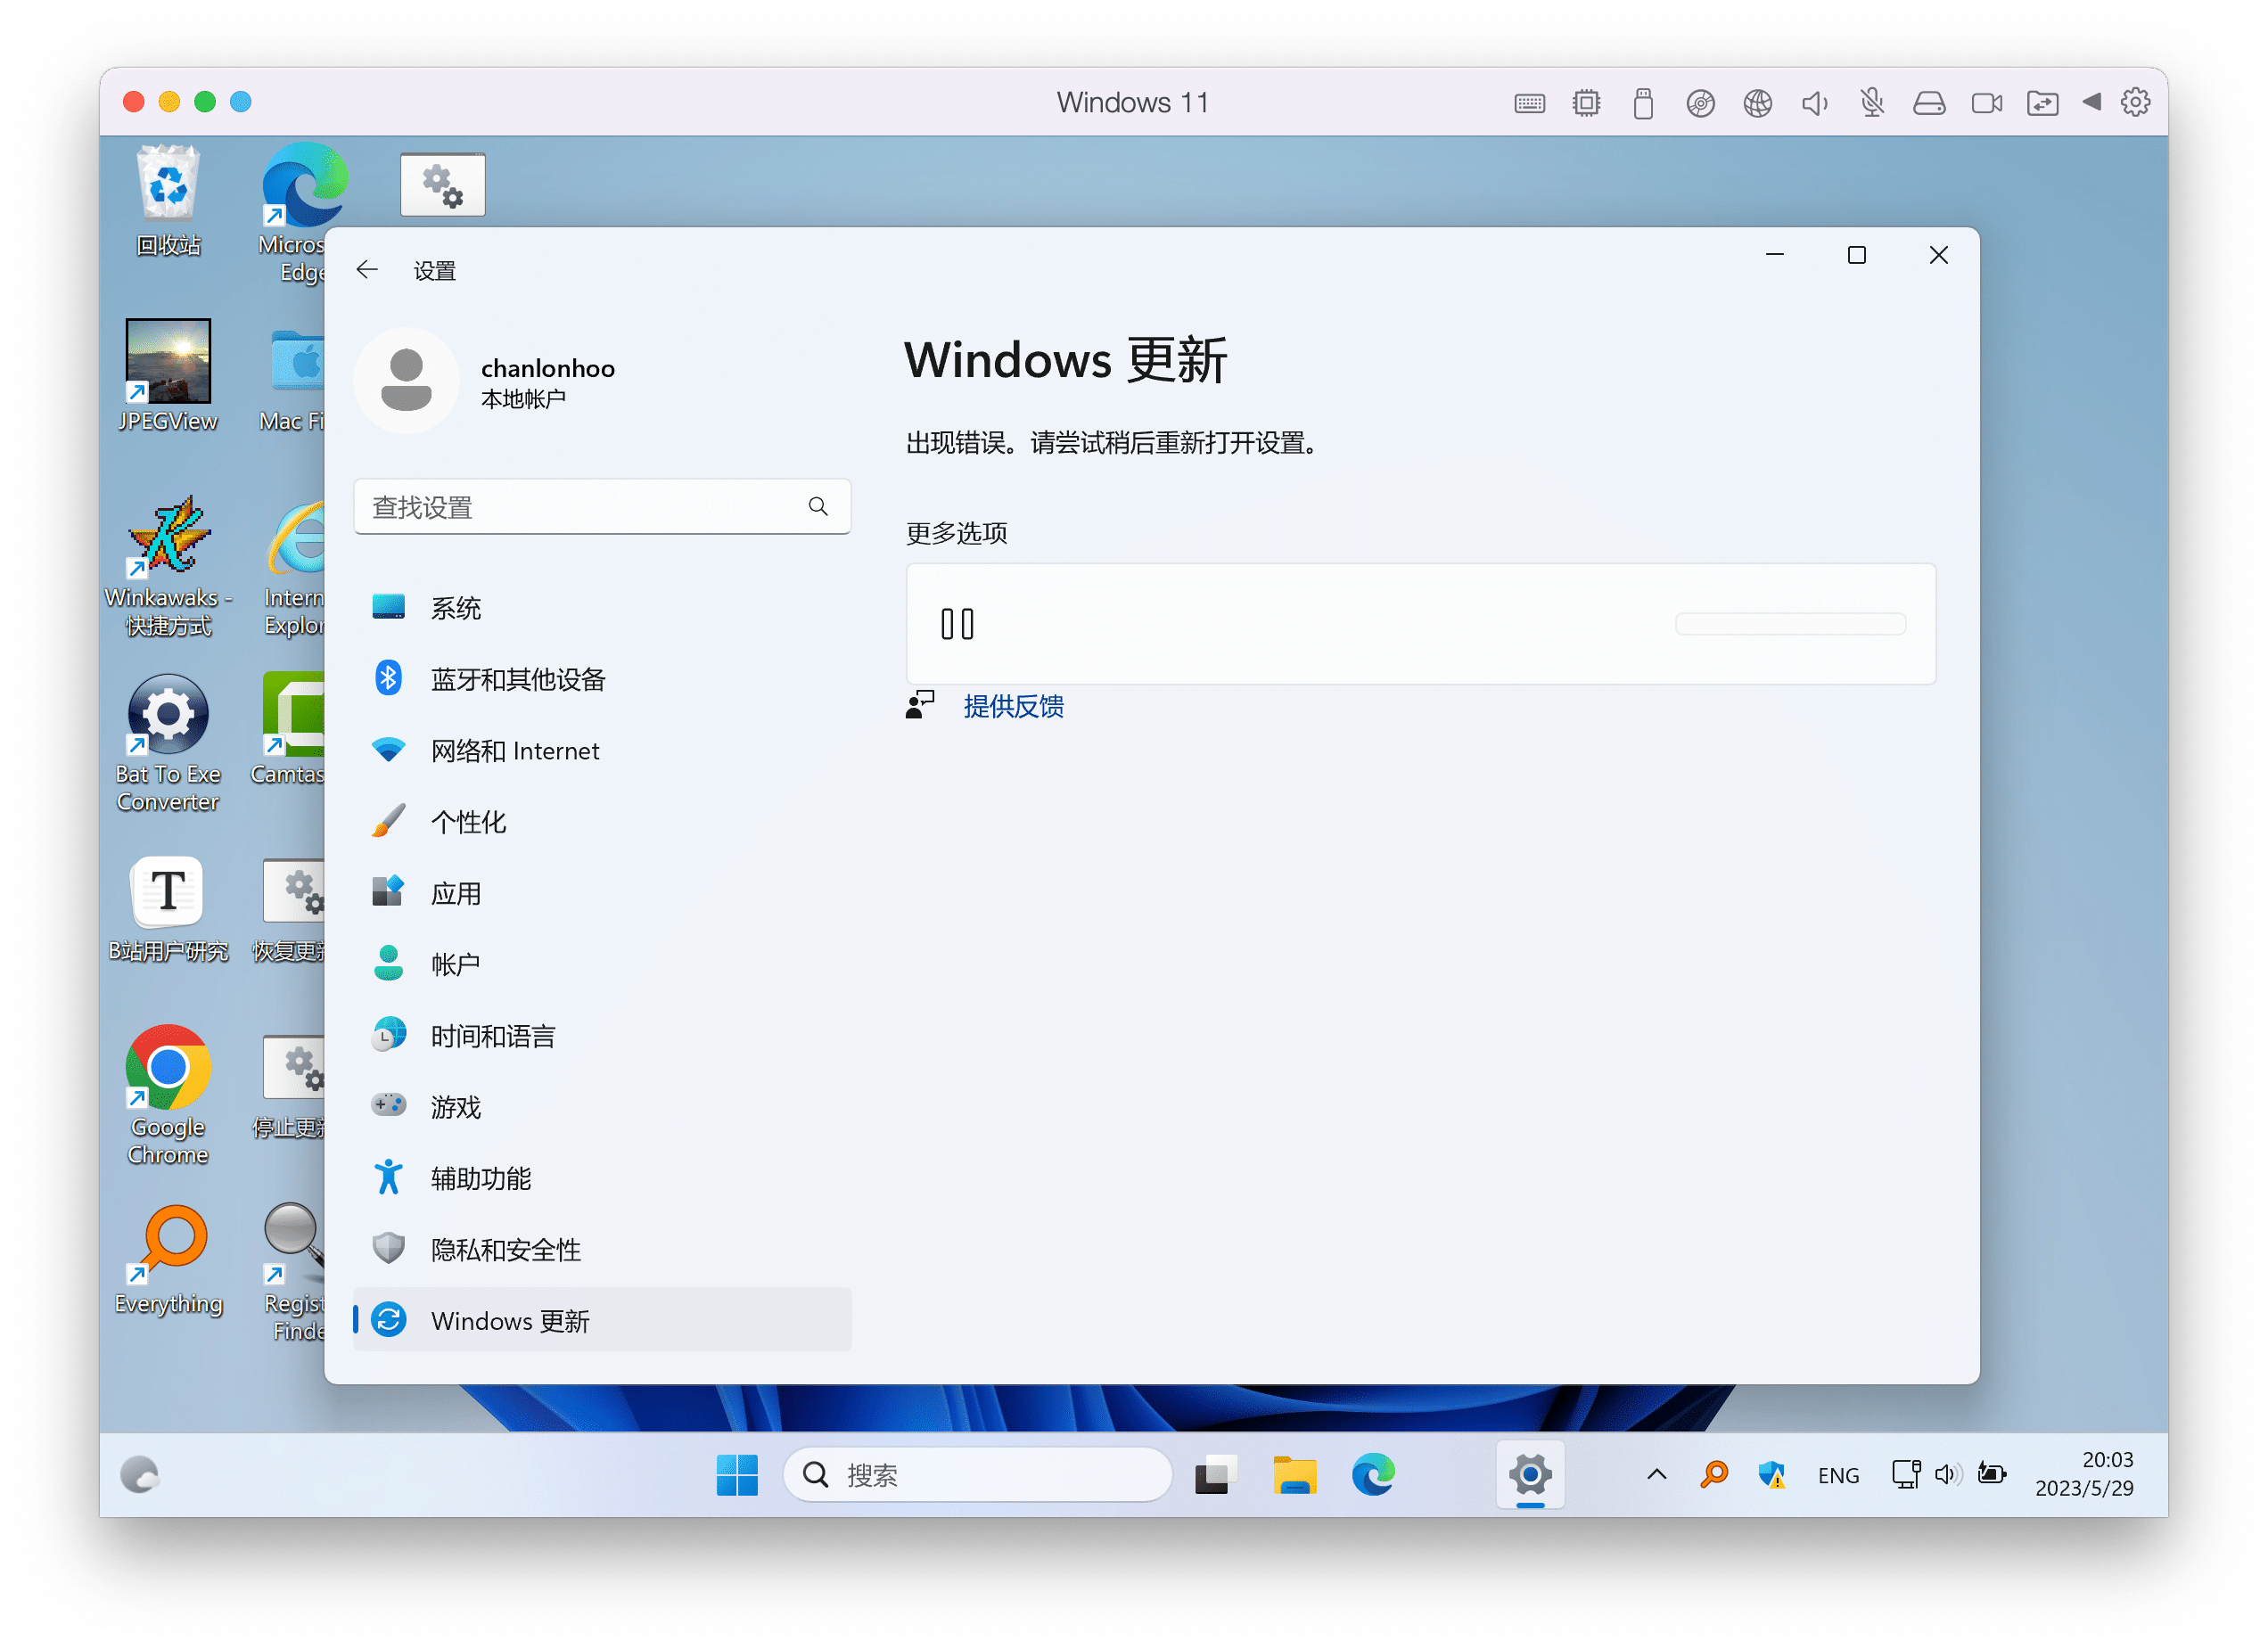 Windows 11
回收站
Micros
Edge
设置
chanlonhoo
本地帐户
Windows 更新
出现错误。请尝试稍后重新打开设置。
JPEGView
Mac Fi
查找设置
更多选项
Winkawaks -
快捷方式
Intern
Explor
系统
蓝牙和其他设备
提供反馈
网络和 Internet
Bat To Exe
Converter
Camtas
个性化
应用
T
B站用户研究
恢复更新
帐户
时间和语言
Google
Chrome
停止更新
游戏
辅助功能
隐私和安全性
Everything
Regist
Finde
Windows 更新
搜索
ENG
20:03
2023/5/29